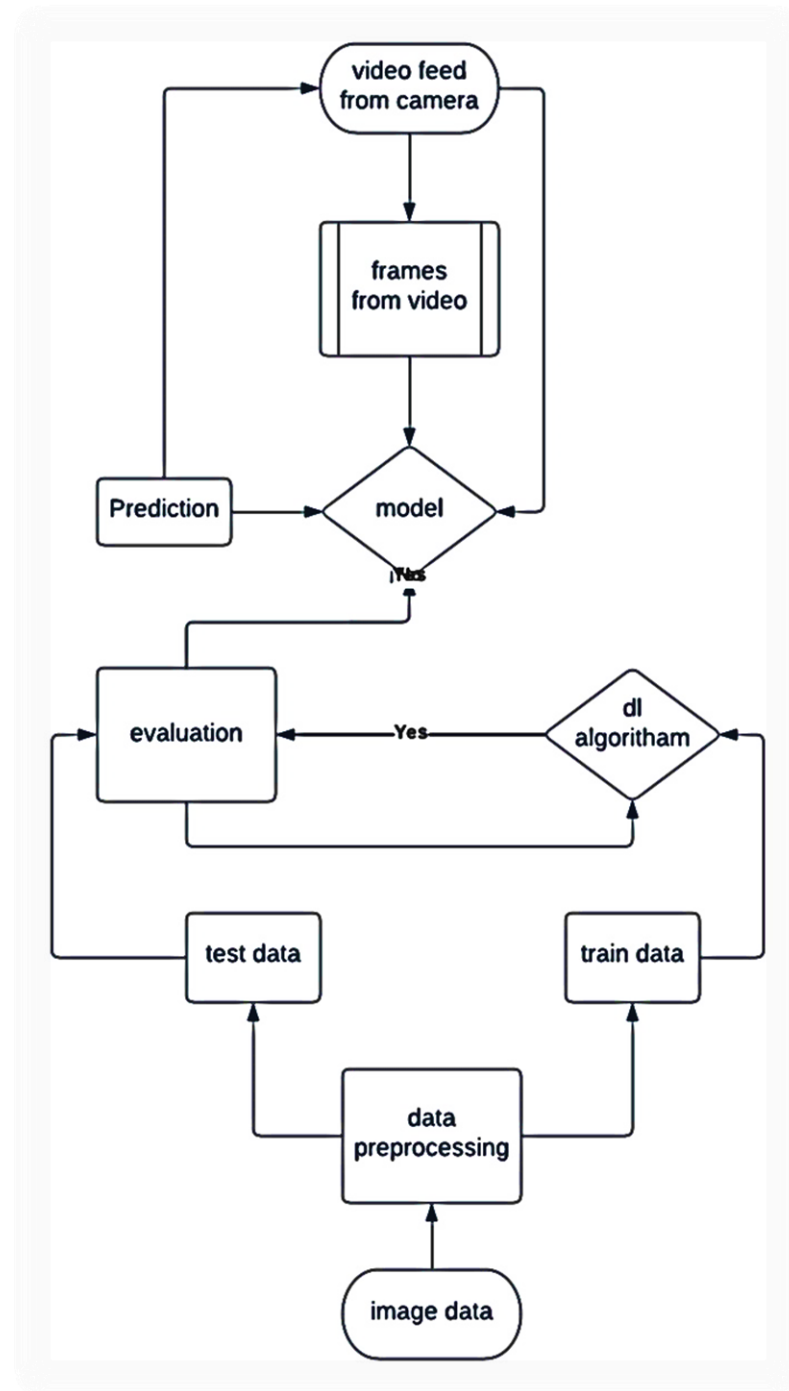 video feed
from camera
frames
from video
Prediction
model
evaluation
Yes
dl
algoritham
test data
train data
data
preprocessing
image data